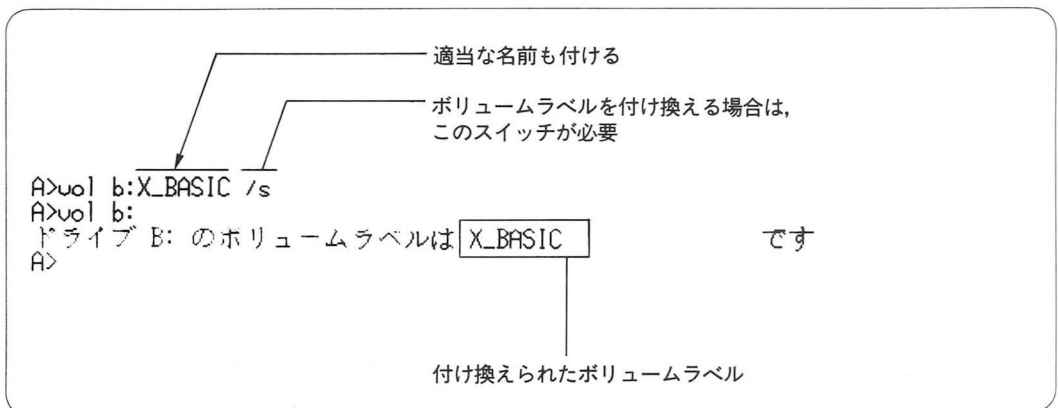 適当な名前も付ける
ボリュームラベルを付け換える場合は,
このスイッチが必要
A>vol b:X_BASIC /s
A>vol b:
ドライブ B: のボリュームラベルは X_BASIC です
A>
付け換えられたボリュームラベル